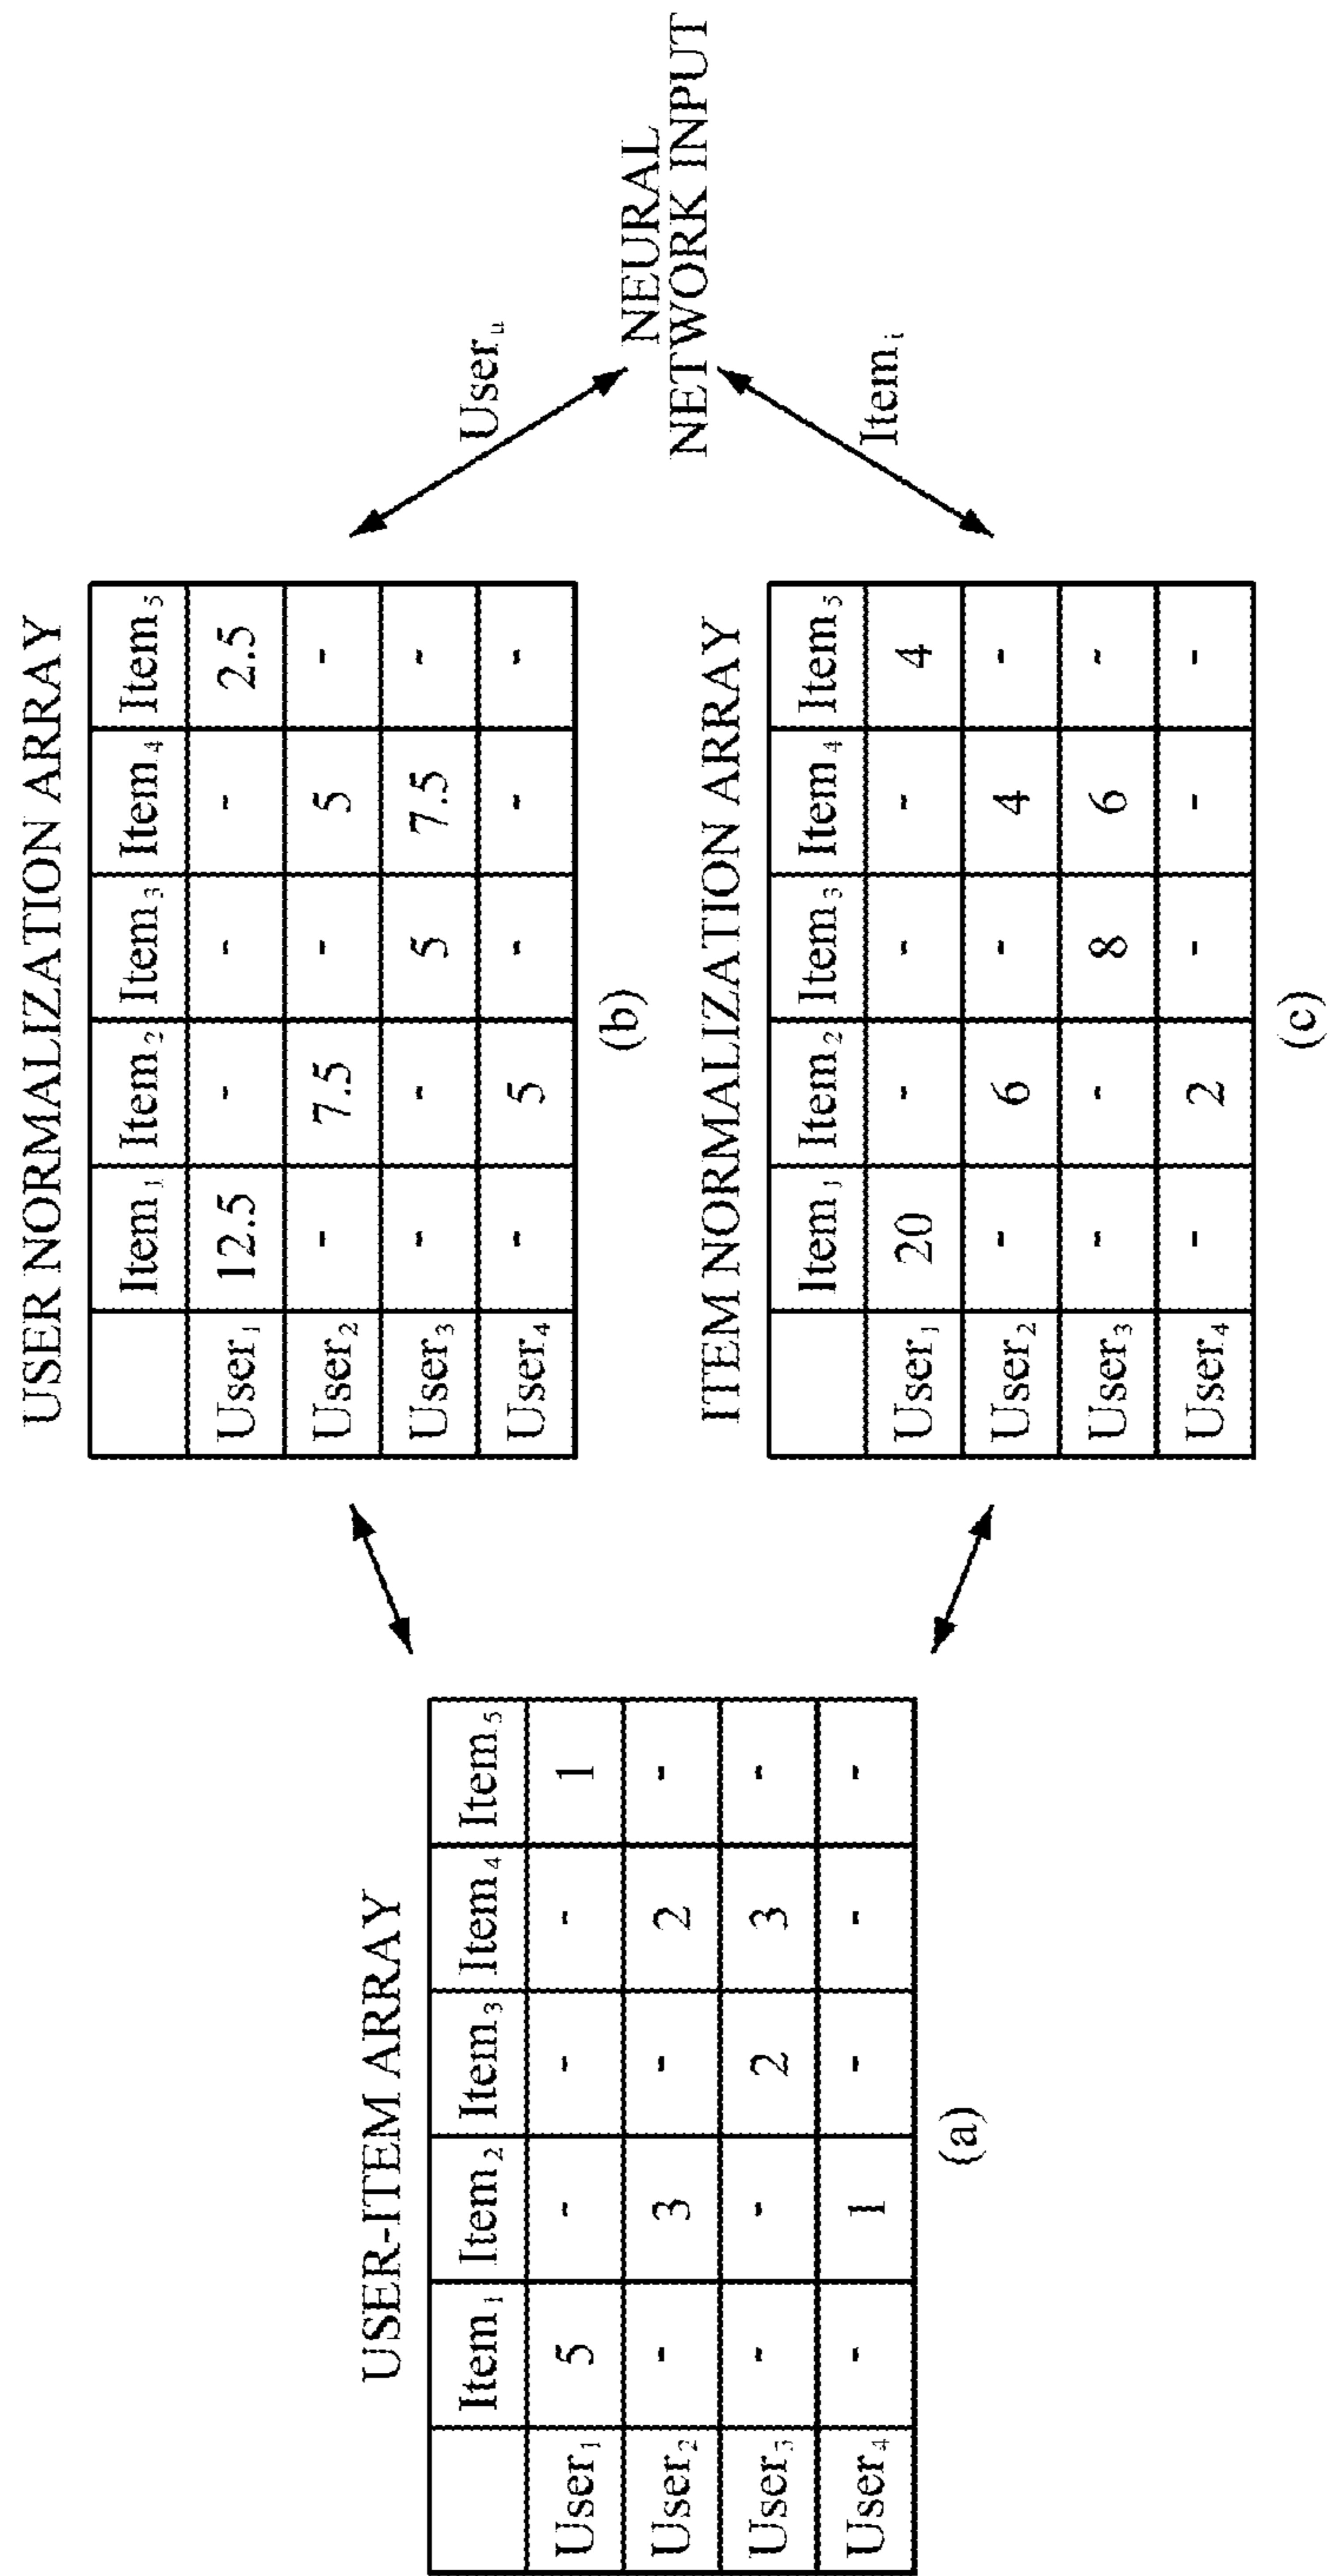 USER-ITEM ARRAY
Item₁ Item₂ Item₃ Item₄ Item₅
User₁ 5 - - - 1
User₂ - 3 - 2 -
User₃ - - 2 3 -
User₄ - 1 - - -
(a)
USER NORMALIZATION ARRAY
Item₁ Item₂ Item₃ Item₄ Item₅
User₁ 12.5 - - - 2.5
User₂ - 7.5 - 5 -
User₃ - - 5 7.5 -
User₄ - 5 - - -
(b)
ITEM NORMALIZATION ARRAY
Item₁ Item₂ Item₃ Item₄ Item₅
User₁ 20 - - - 4
User₂ - 6 - 4 -
User₃ - - 8 6 -
User₄ - 2 - - -
(c)
Userᵤ
NEURAL
NETWORK INPUT
Itemᵢ